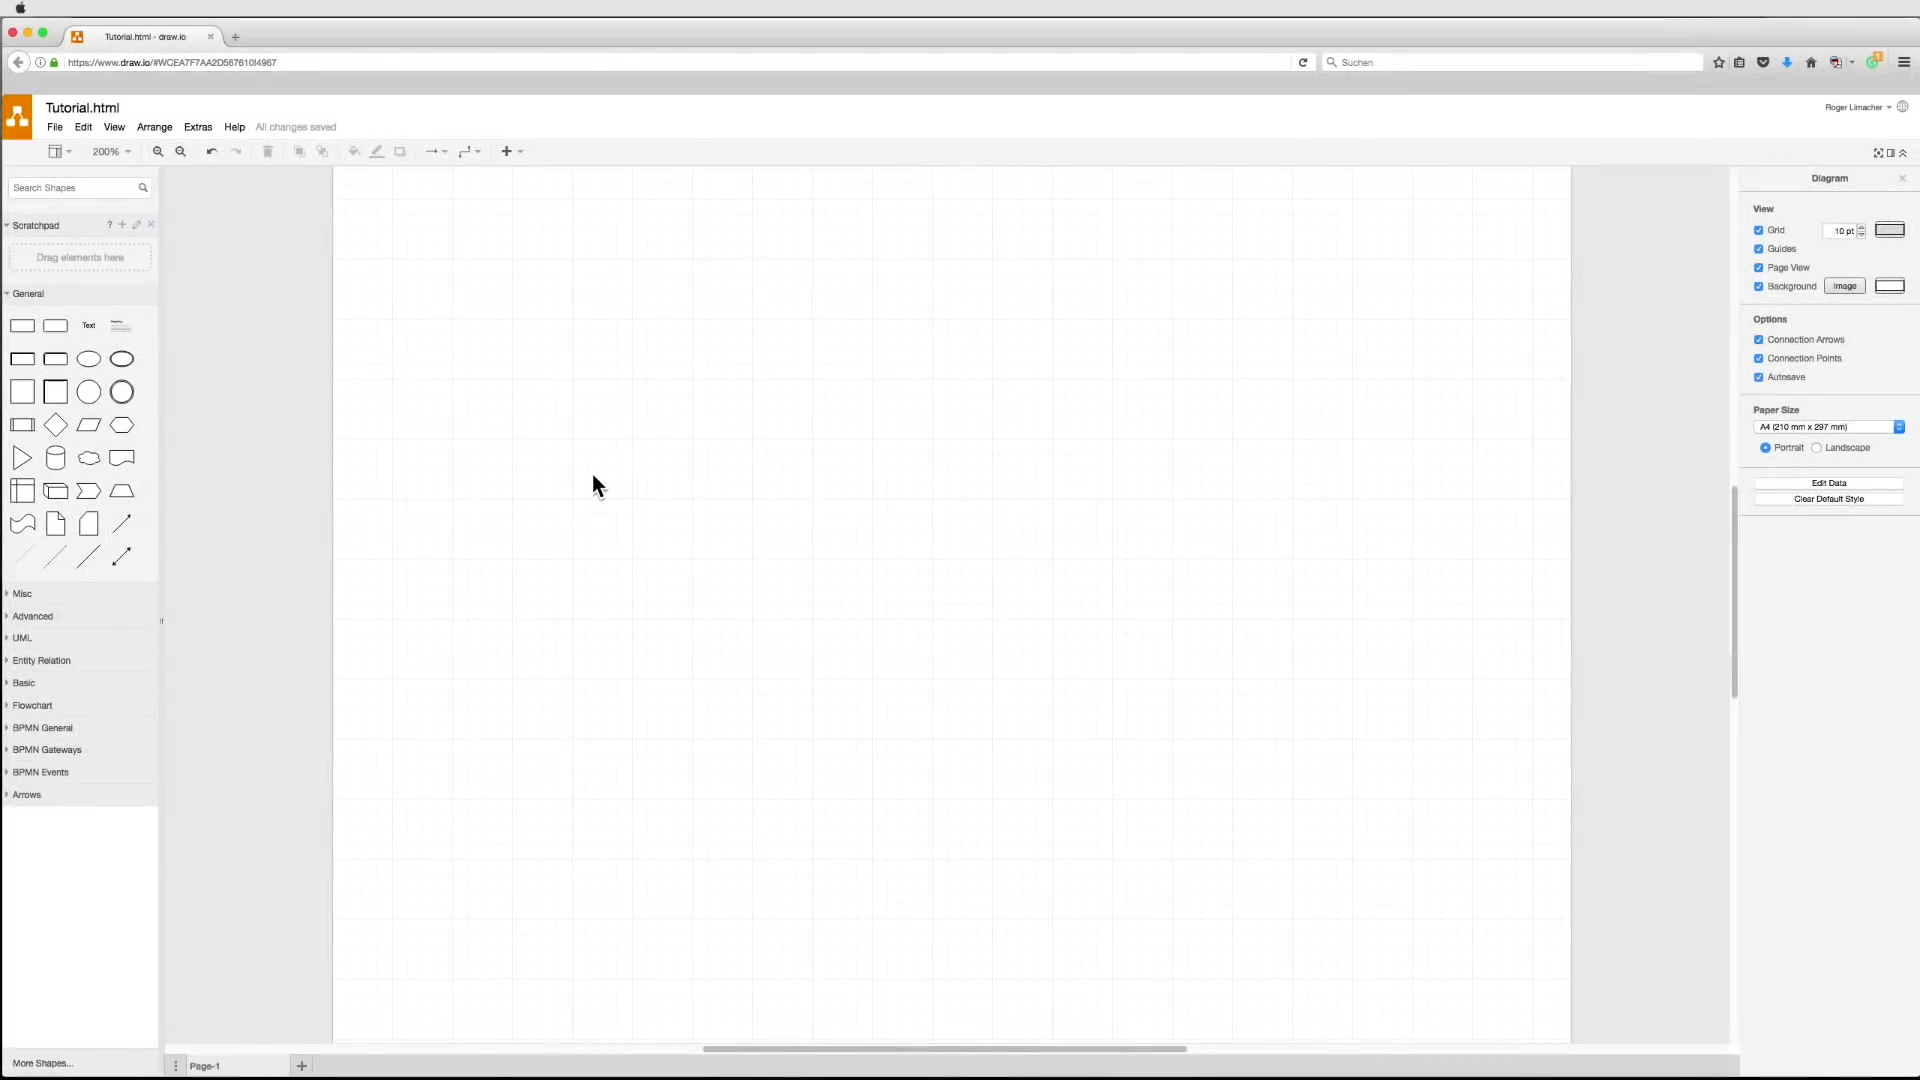 Tutorial.html - draw.io
https://www.draw.io/#WCEA7F7AA2D567610!4967
Suchen
Tutorial.html
Roger Limacher
File Edit View Arrange Extras Help All changes saved
200%
Search Shapes
Diagram
Scratchpad ?
View
Grid 10 pt
Guides
Drag elements here
Page View
Background Image
General
Options
Text
Connection Arrows
Connection Points
Autosave
Paper Size
A4 (210 mm x 297 mm)
Portrait Landscape
Edit Data
Clear Default Style
Misc
Advanced
UML
Entity Relation
Basic
Flowchart
BPMN General
BPMN Gateways
BPMN Events
Arrows
More Shapes...
Page-1